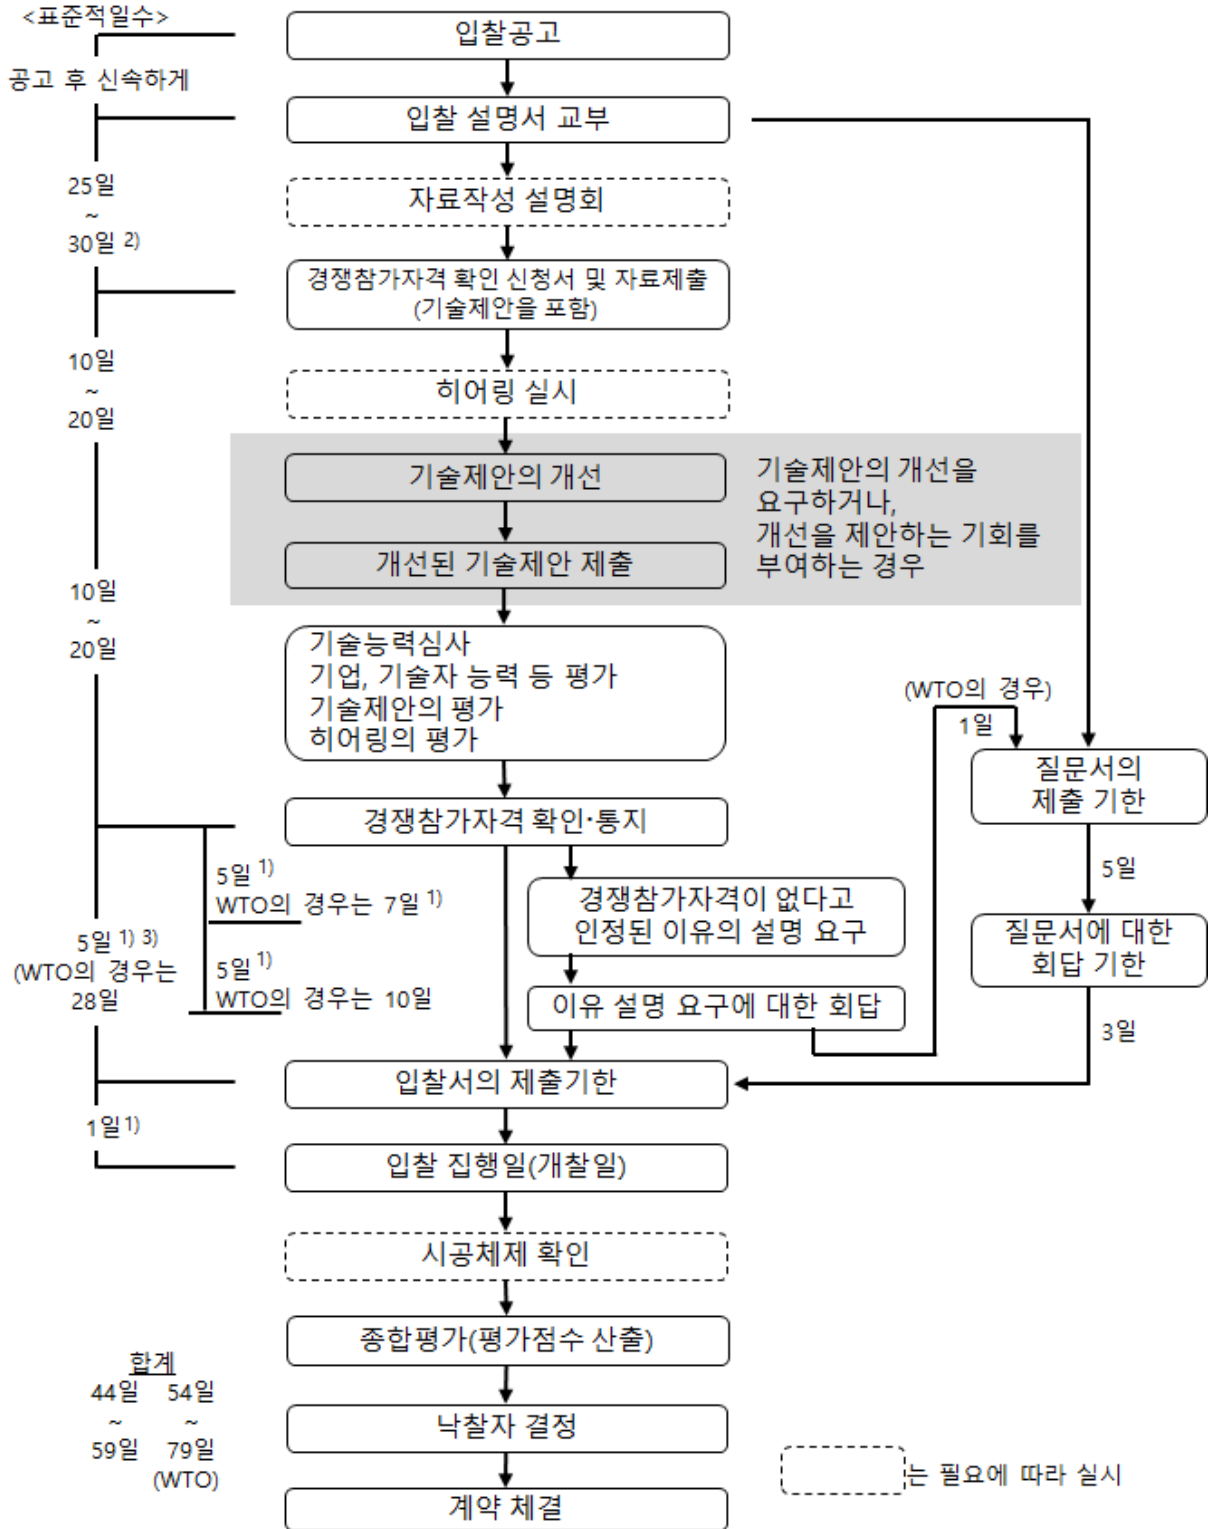 <표준적일수>
입찰공고
공고 후 신속하게
입찰 설명서 교부
25일
~
30일 2)
자료작성 설명회
경쟁참가자격 확인 신청서 및 자료제출
(기술제안을 포함)
10일
~
20일
히어링 실시
기술제안의 개선
개선된 기술제안 제출
기술제안의 개선을
요구하거나,
개선을 제안하는 기회를
부여하는 경우
10일
~
20일
기술능력심사
기업, 기술자 능력 등 평가
기술제안의 평가
히어링의 평가
(WTO의 경우)
1일
질문서의
제출 기한
경쟁참가자격 확인·통지
5일 1)
WTO의 경우는 7일 1)
5일
경쟁참가자격이 없다고
인정된 이유의 설명 요구
질문서에 대한
회답 기한
5일 1) 3)
(WTO의 경우는
28일
5일 1)
WTO의 경우는 10일
이유 설명 요구에 대한 회답
3일
입찰서의 제출기한
1일 1)
입찰 집행일(개찰일)
시공체제 확인
종합평가(평가점수 산출)
합계
44일 54일
~ ~
59일 79일
(WTO)
낙찰자 결정
는 필요에 따라 실시
계약 체결